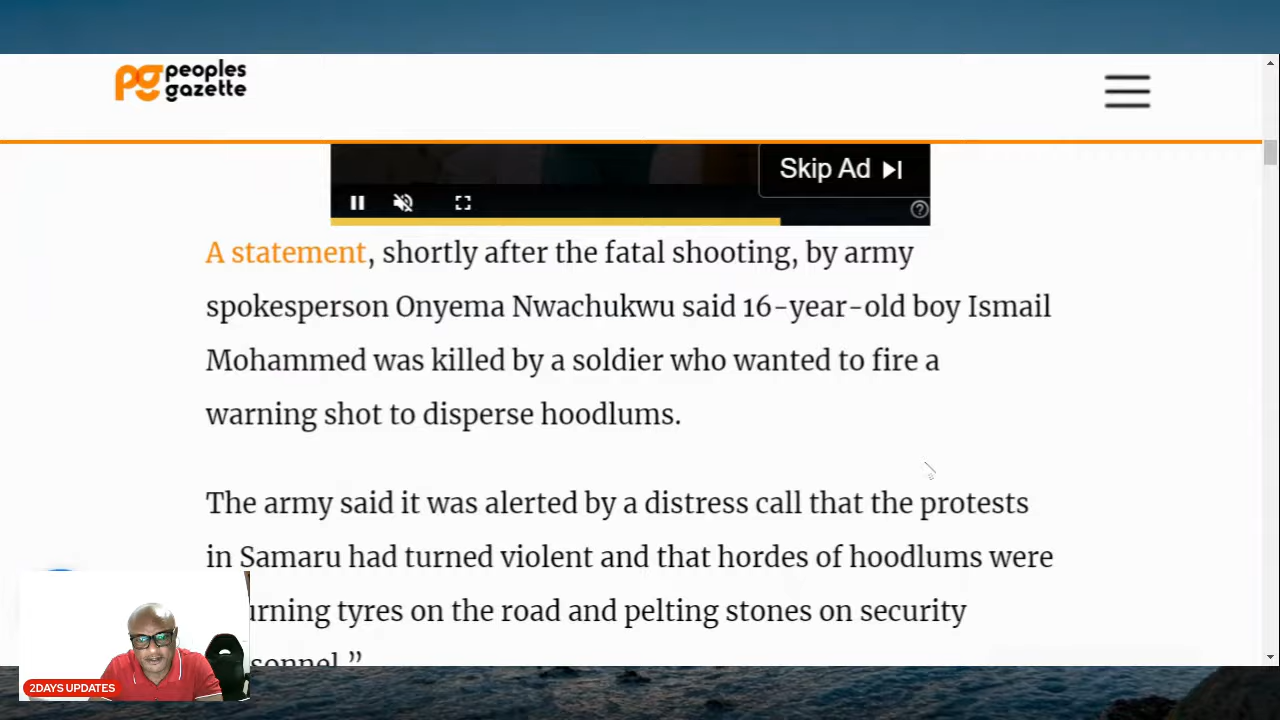 peoples
gazette
Skip Ad
A statement, shortly after the fatal shooting, by army
spokesperson Onyema Nwachukwu said 16-year-old boy Ismail
Mohammed was killed by a soldier who wanted to fire a
warning shot to disperse hoodlums.
The army said it was alerted by a distress call that the protests
in Samaru had turned violent and that hordes of hoodlums were
urning tyres on the road and pelting stones on security
sonnel.”
2DAYS UPDATES